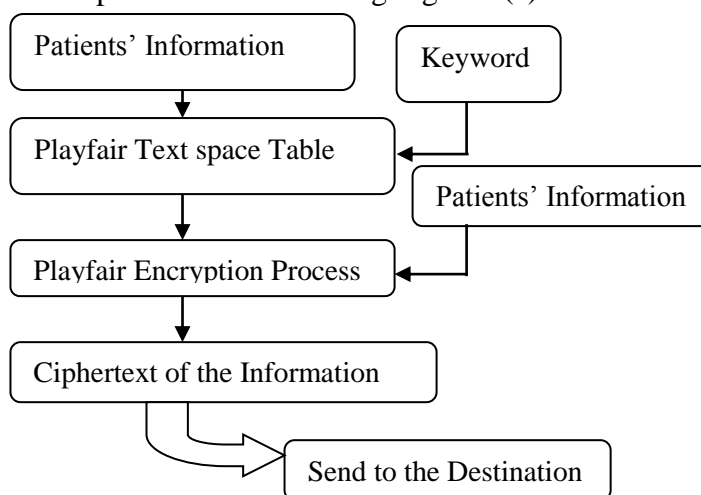 Patients’ Information
Keyword
Playfair Text space Table
Patients’ Information
Playfair Encryption Process
Ciphertext of the Information
Send to the Destination